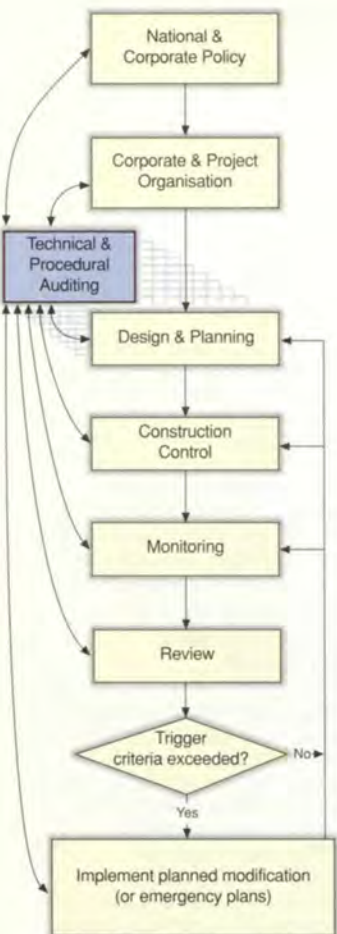 National &
Corporate Policy
Corporate & Project
Organisation
Technical &
Procedural
Auditing
Design & Planning
Construction
Control
Monitoring
Review
Trigger
criteria exceeded?
No
Yes
Implement planned modification
(or emergency plans)